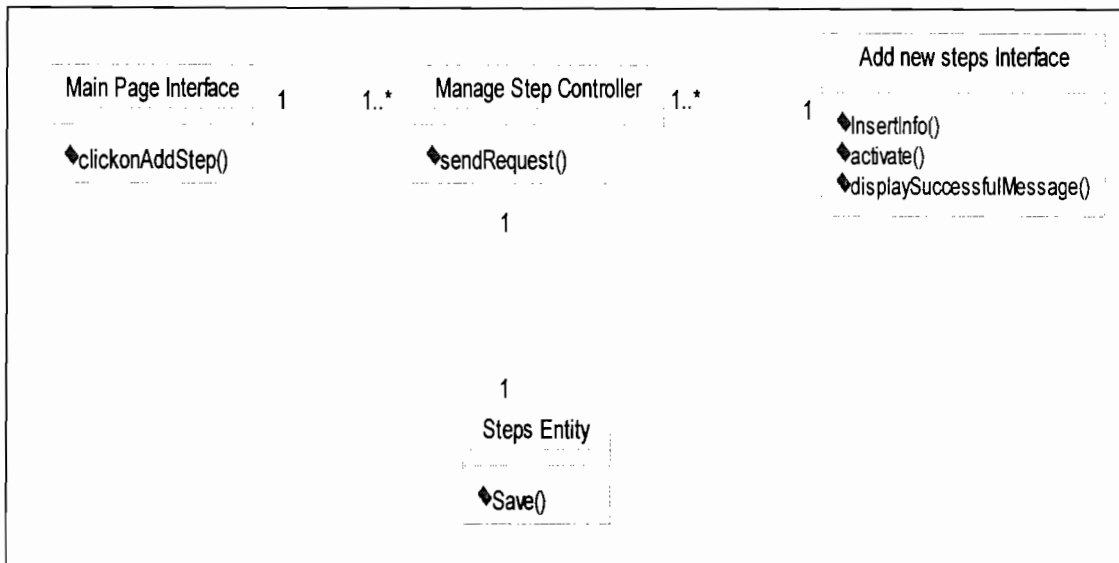 Main Page Interface
◆clickonAddStep()
1
1..*
Manage Step Controller
◆sendRequest()
1..*
1
Add new steps Interface
◆InsertInfo()
◆activate()
◆displaySuccessfulMessage()
1
1
Steps Entity
◆Save()